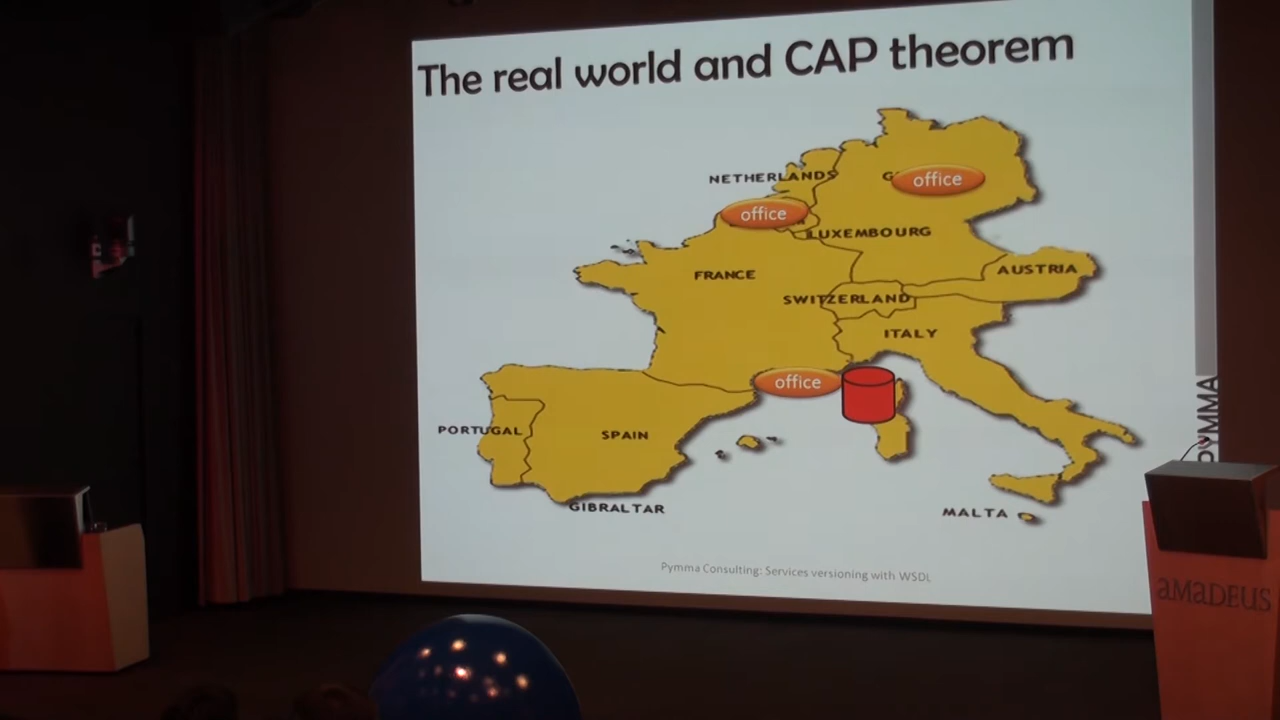 The real world and CAP theorem
NETHERLANDS
G
office
office
LUXEMBOURG
FRANCE
AUSTRIA
SWITZERLAND
ITALY
office
PORTUGAL
SPAIN
GIBRALTAR
MALTA
PYMMA
Pymma Consulting: Services versioning with WSDL
aMaDEUS